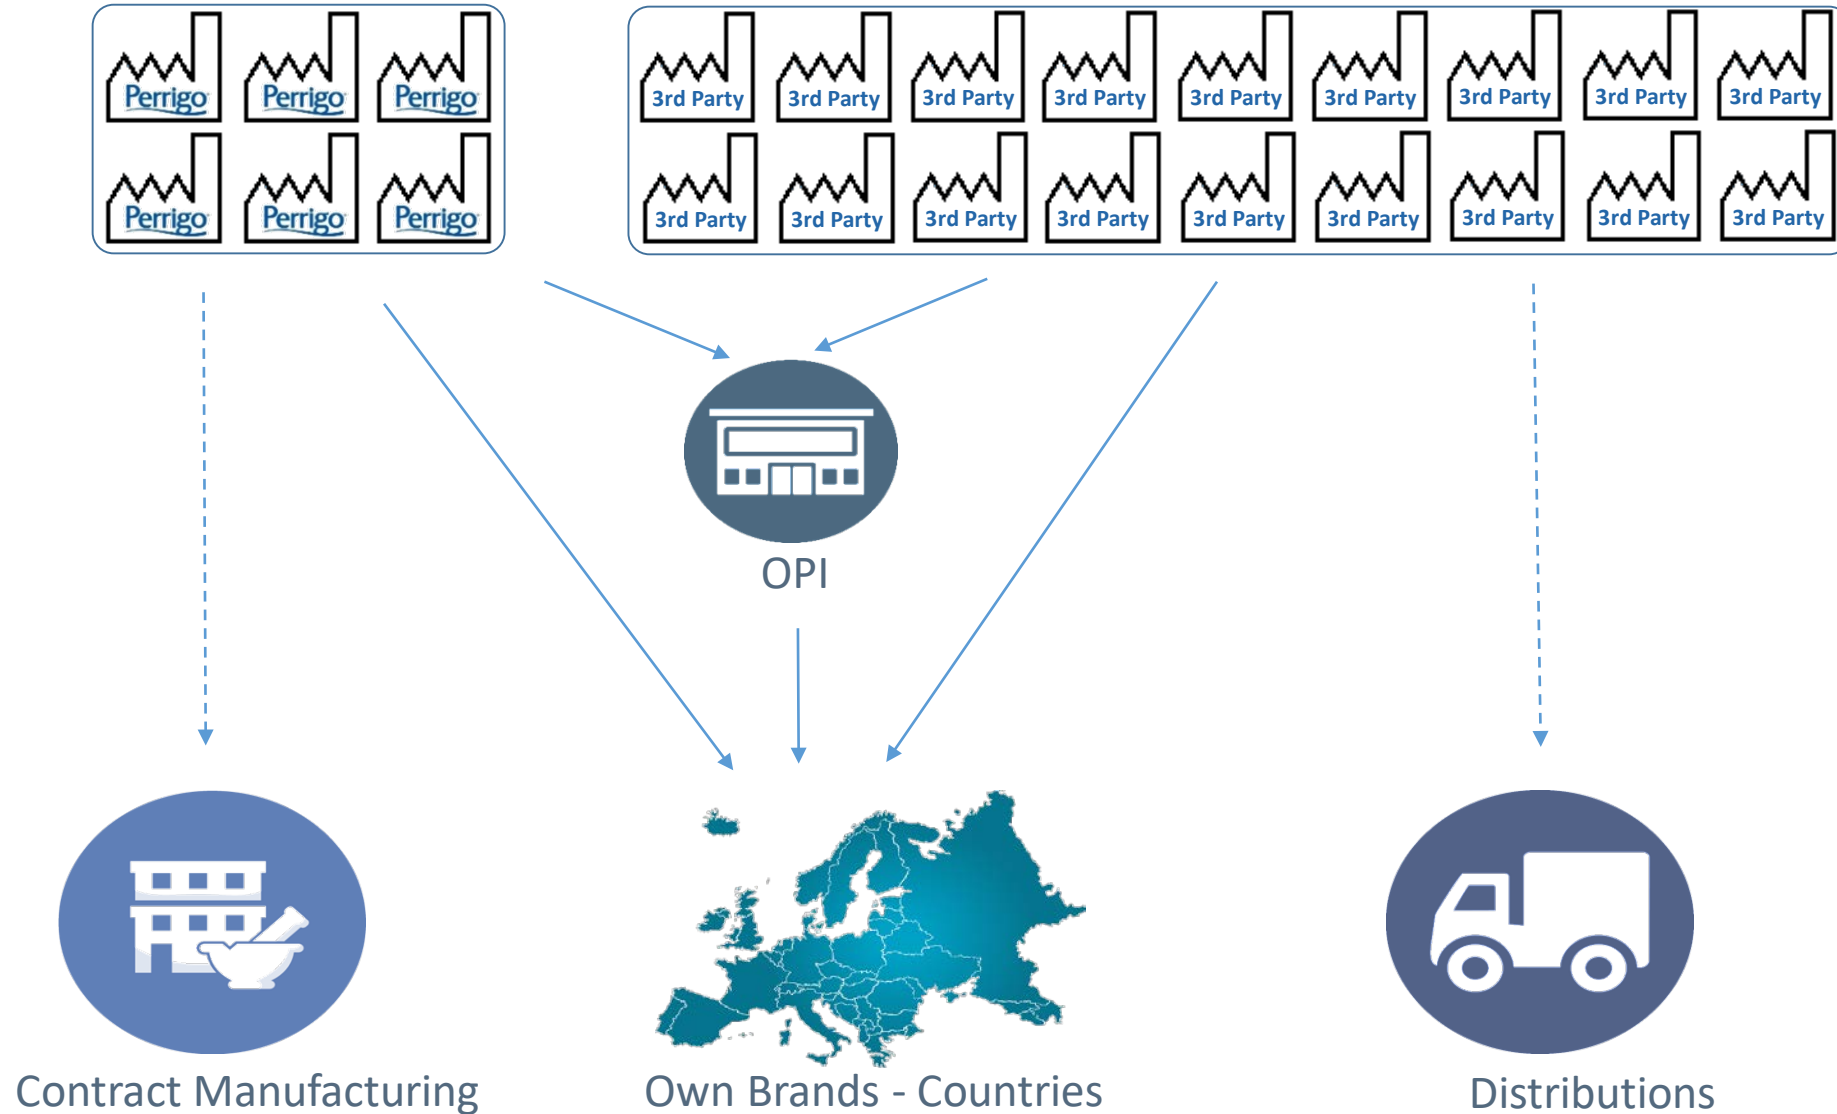 Perrigo Perrigo Perrigo
3rd Party 3rd Party 3rd Party 3rd Party 3rd Party 3rd Party 3rd Party 3rd Party 3rd Party
Perrigo Perrigo Perrigo
3rd Party 3rd Party 3rd Party 3rd Party 3rd Party 3rd Party 3rd Party 3rd Party 3rd Party
OPI
Contract Manufacturing
Own Brands - Countries
Distributions